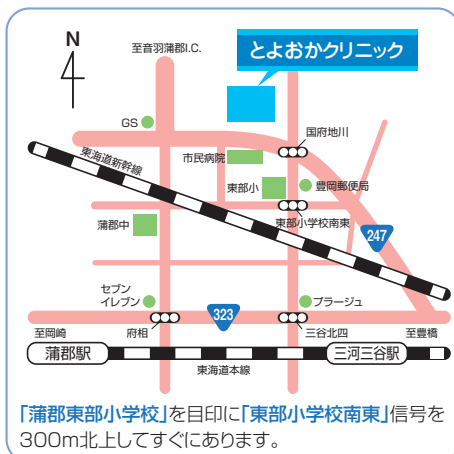 N
至音羽蒲郡I.C.
とよおかクリニック
GS
国府地川
東海道新幹線
市民病院
東部小
豊岡郵便局
蒲郡中
東部小学校南東
247
セブン
イレブン
323
プラージュ
至岡崎
府相
三谷北四
至豊橋
蒲郡駅
三河三谷駅
東海道本線
「蒲郡東部小学校」を目印に「東部小学校南東」信号を
300m北上してすぐにあります。